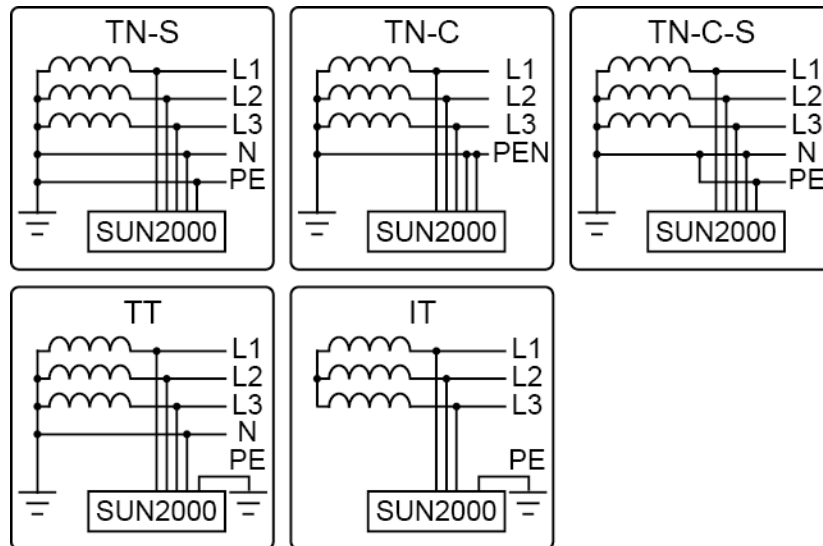 TN-S
L1
L2
L3
N
PE
SUN2000
TN-C
L1
L2
L3
PEN
SUN2000
TN-C-S
L1
L2
L3
N
PE
SUN2000
TT
L1
L2
L3
N
PE
SUN2000
IT
L1
L2
L3
PE
SUN2000